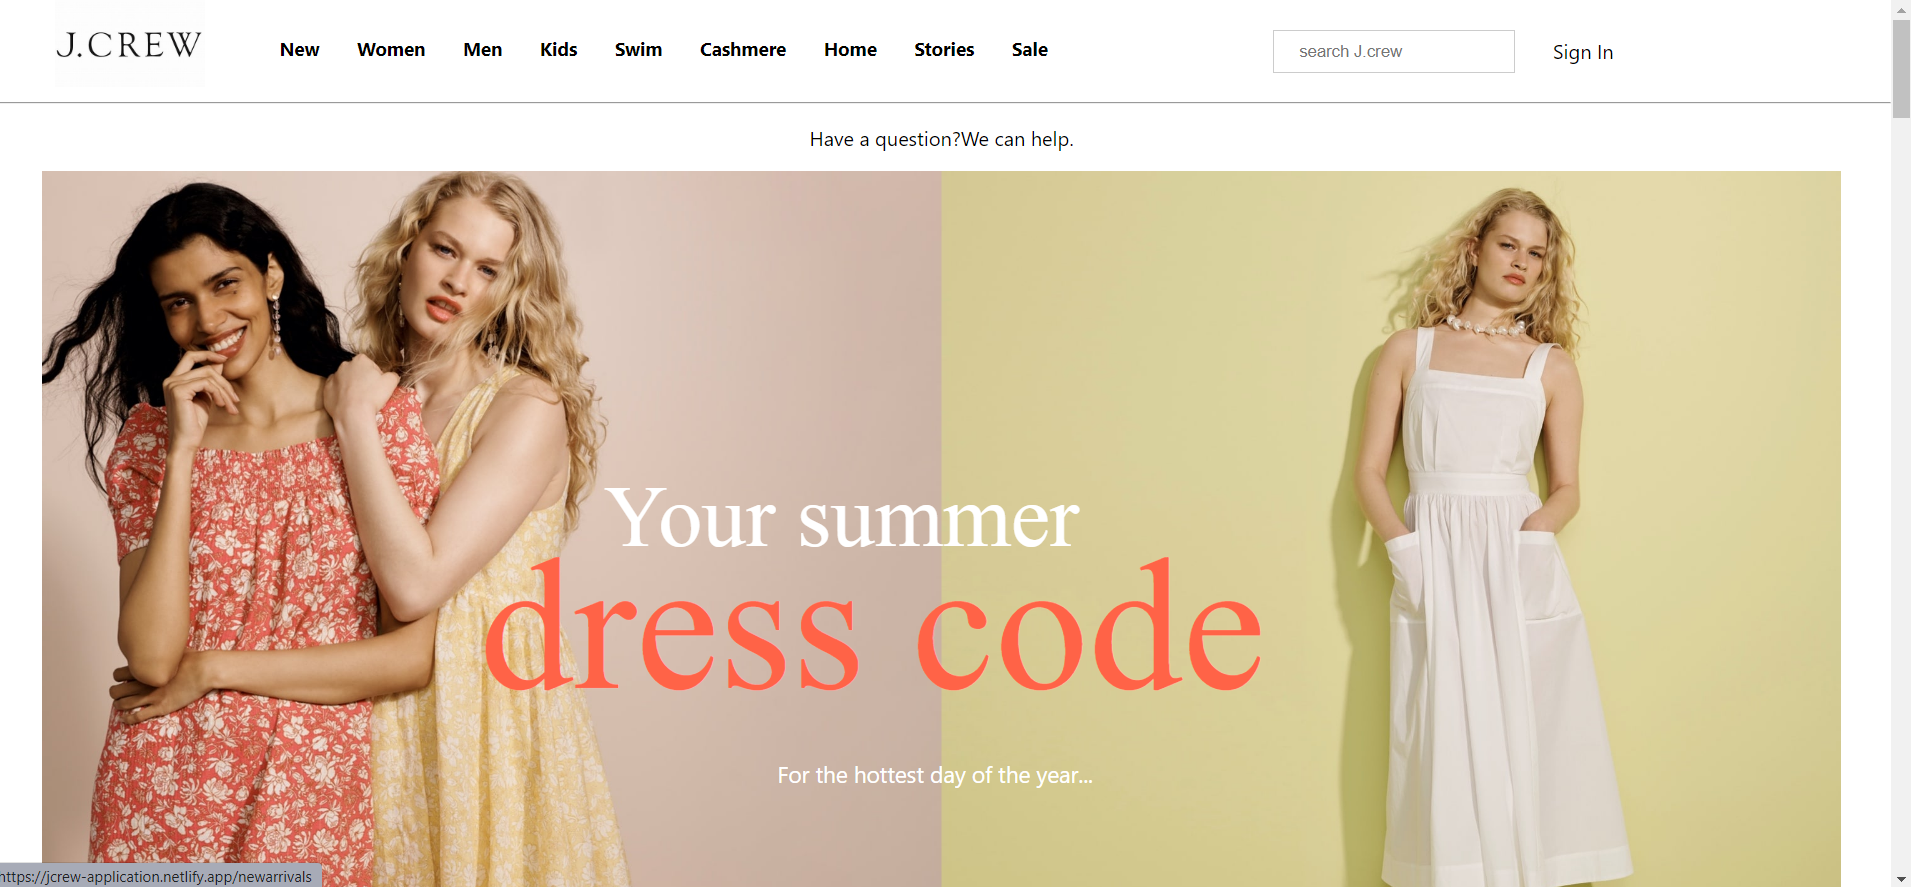 J.CREW
New Women Men Kids Swim Cashmere Home Stories Sale
search J.crew
Sign In
Have a question?We can help.
Your summer
dress code
For the hottest day of the year...
https://jcrew-application.netlify.app/newarrivals